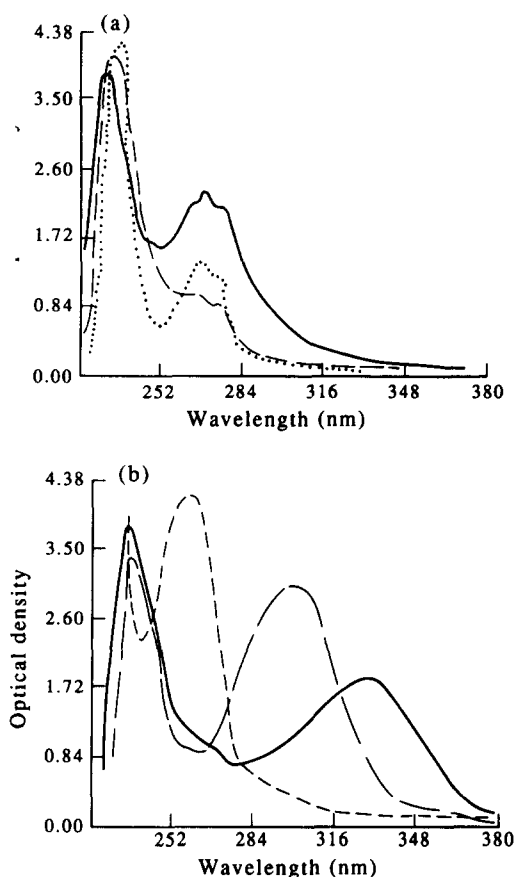 (a)
4.38
3.50
2.60
1.72
0.84
0.00
252 284 316 348 380
Wavelength (nm)
(b)
4.38
3.50
2.60
1.72
0.84
0.00
Optical density
252 284 316 348 380
Wavelength (nm)